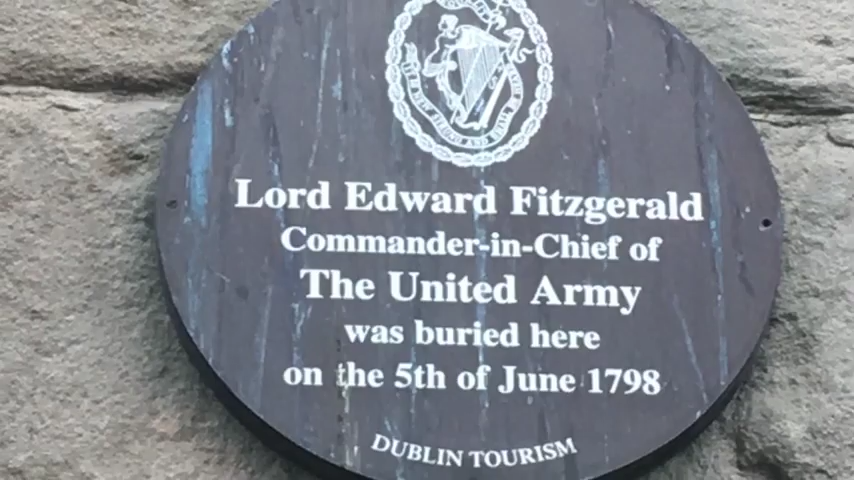 Lord Edward Fitzgerald
Commander-in-Chief of
The United Army
was buried here
on the 5th of June 1798
DUBLIN TOURISM